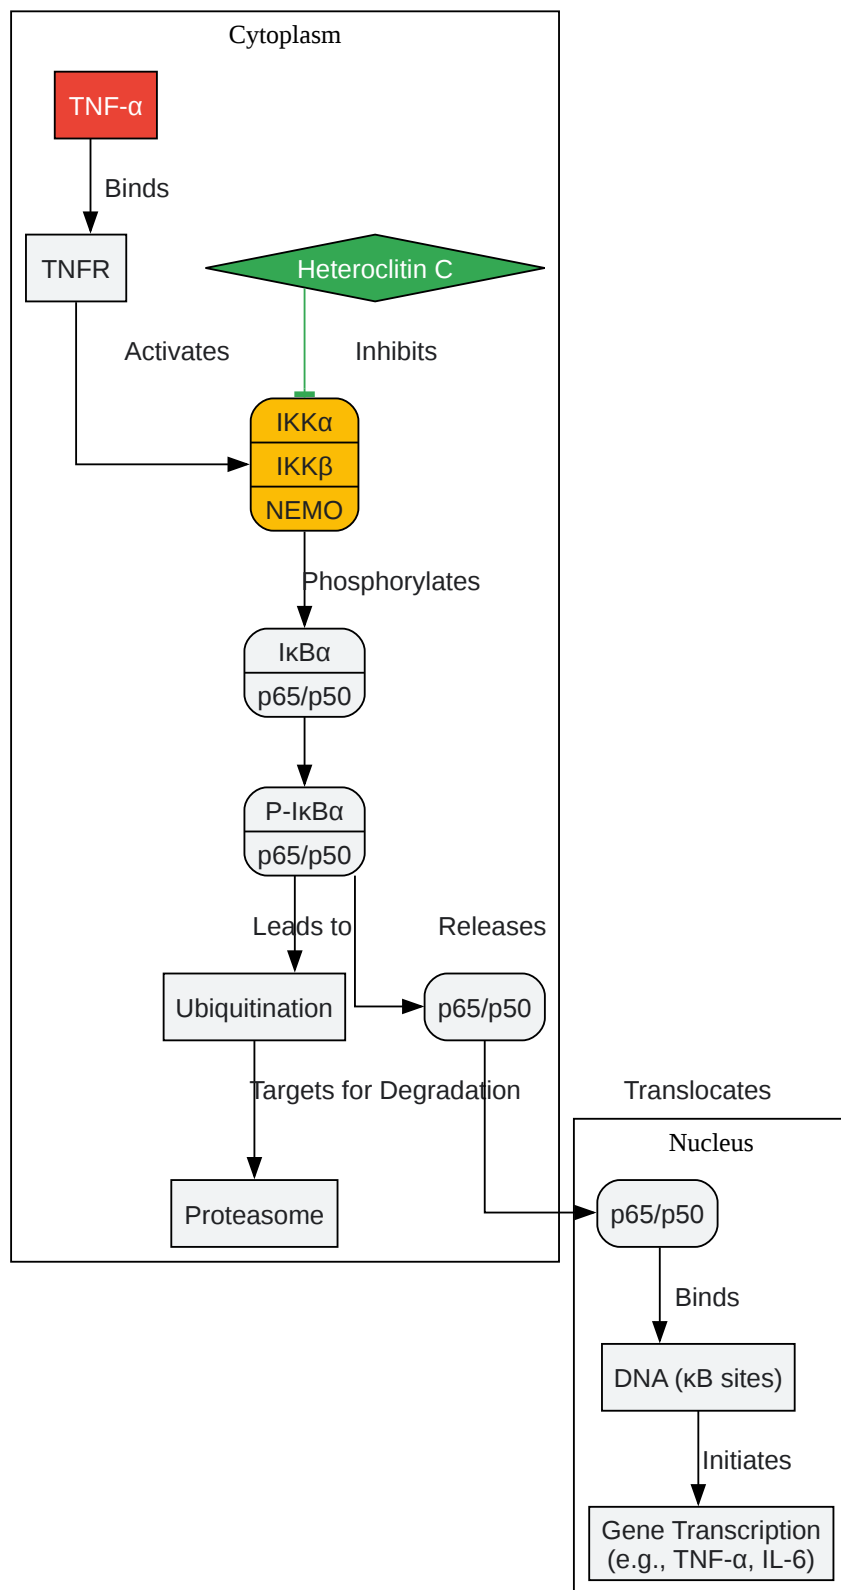 Cytoplasm
TNF-α
Binds
TNFR
Heteroclitin C
Activates
Inhibits
IKKα
IKKβ
NEMO
Phosphorylates
IκBα
p65/p50
P-IκBα
p65/p50
Leads to
Releases
Ubiquitination
p65/p50
Targets for Degradation
Translocates
Nucleus
Proteasome
p65/p50
Binds
DNA (κB sites)
Initiates
Gene Transcription
(e.g., TNF-α, IL-6)